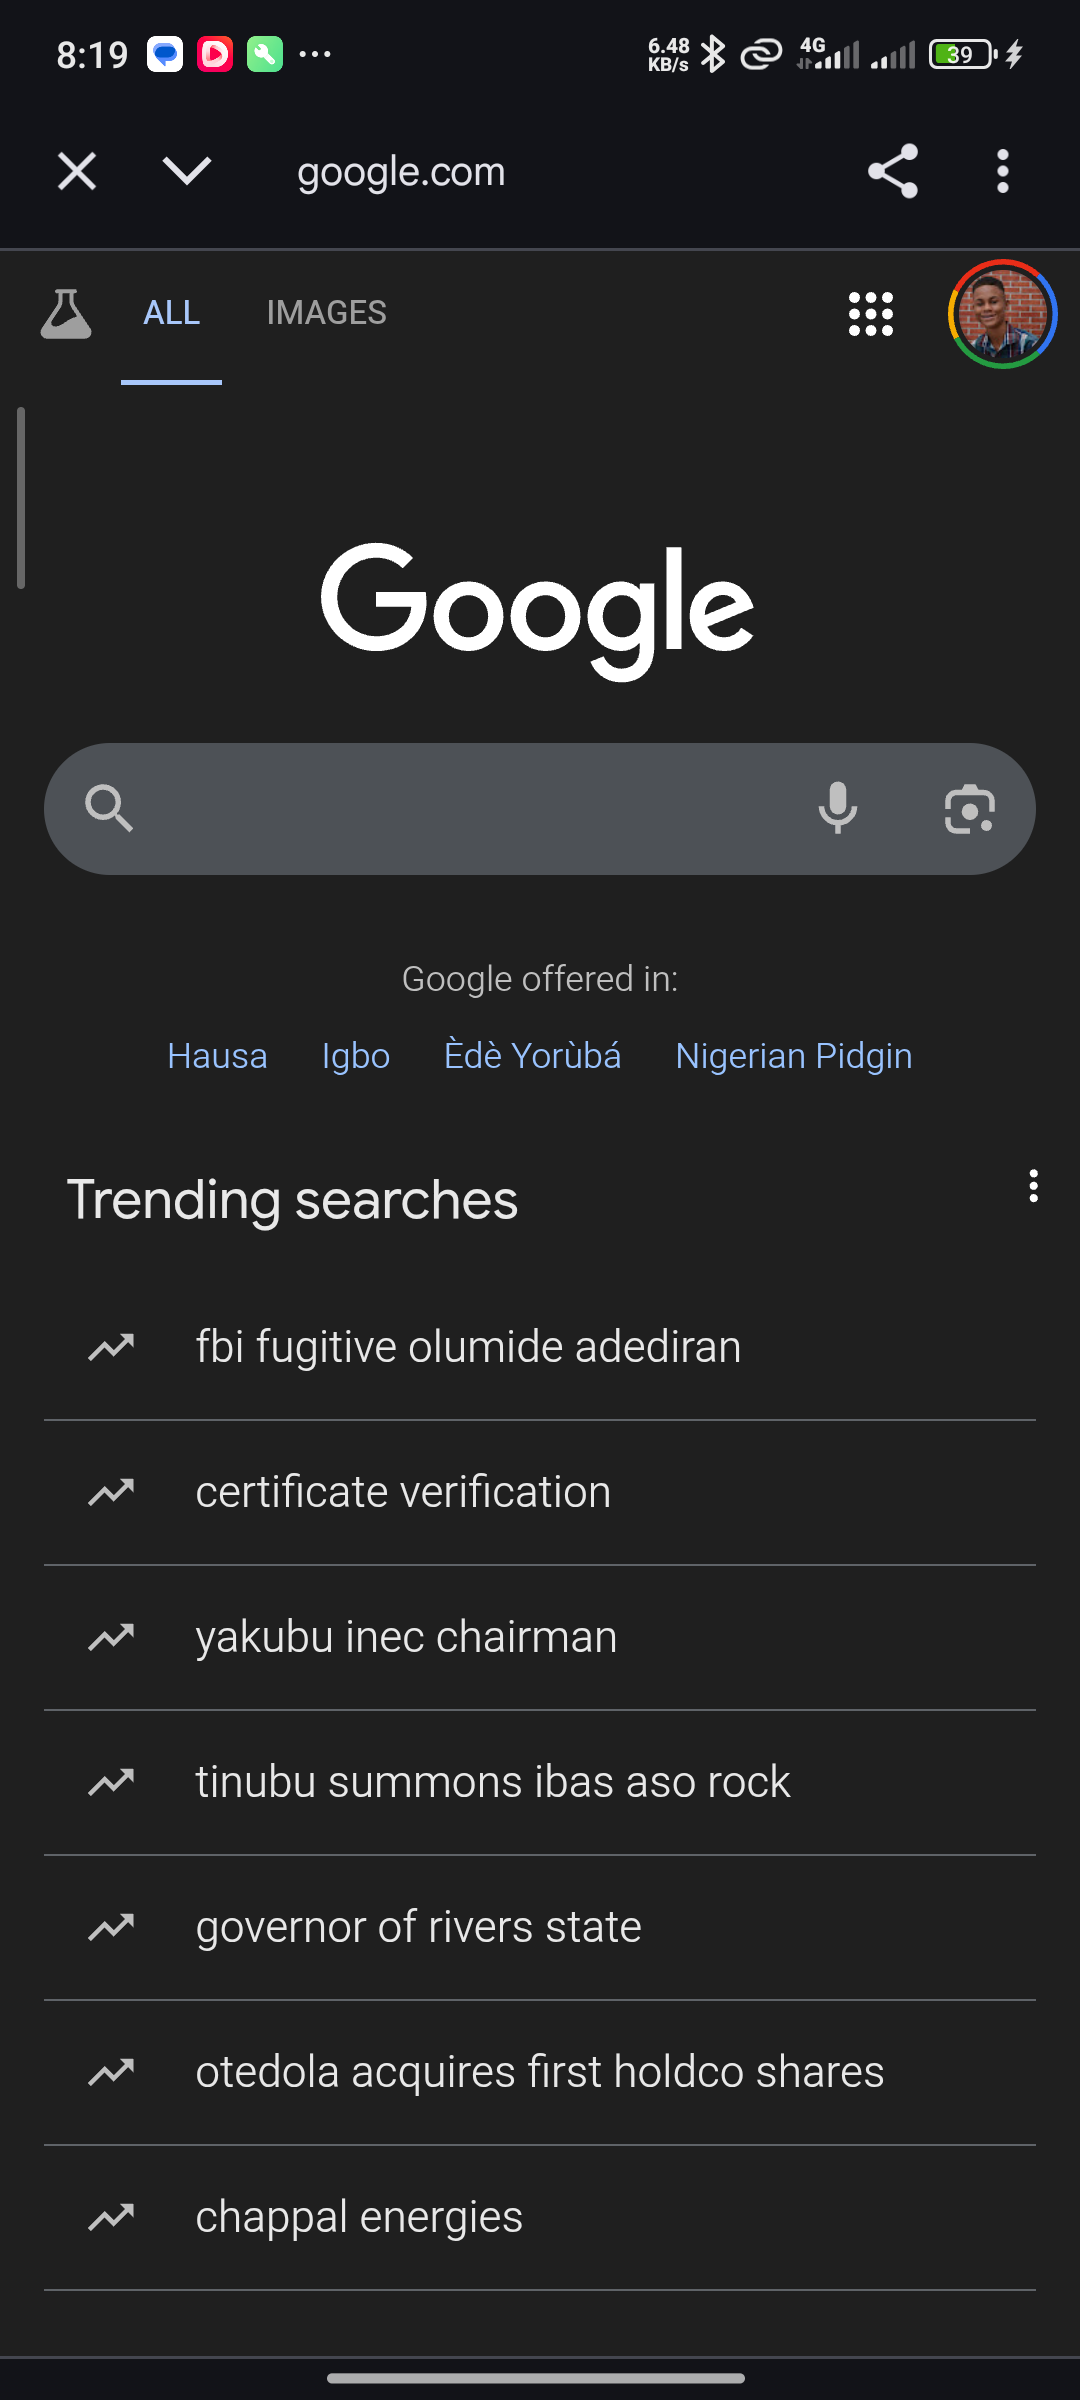 8:19
6.48
KB/s
4G
39
google.com
ALL IMAGES
Google
Google offered in:
Hausa Igbo Èdè Yorùbá Nigerian Pidgin
Trending searches
fbi fugitive olumide adediran
certificate verification
yakubu inec chairman
tinubu summons ibas aso rock
governor of rivers state
otedola acquires first holdco shares
chappal energies